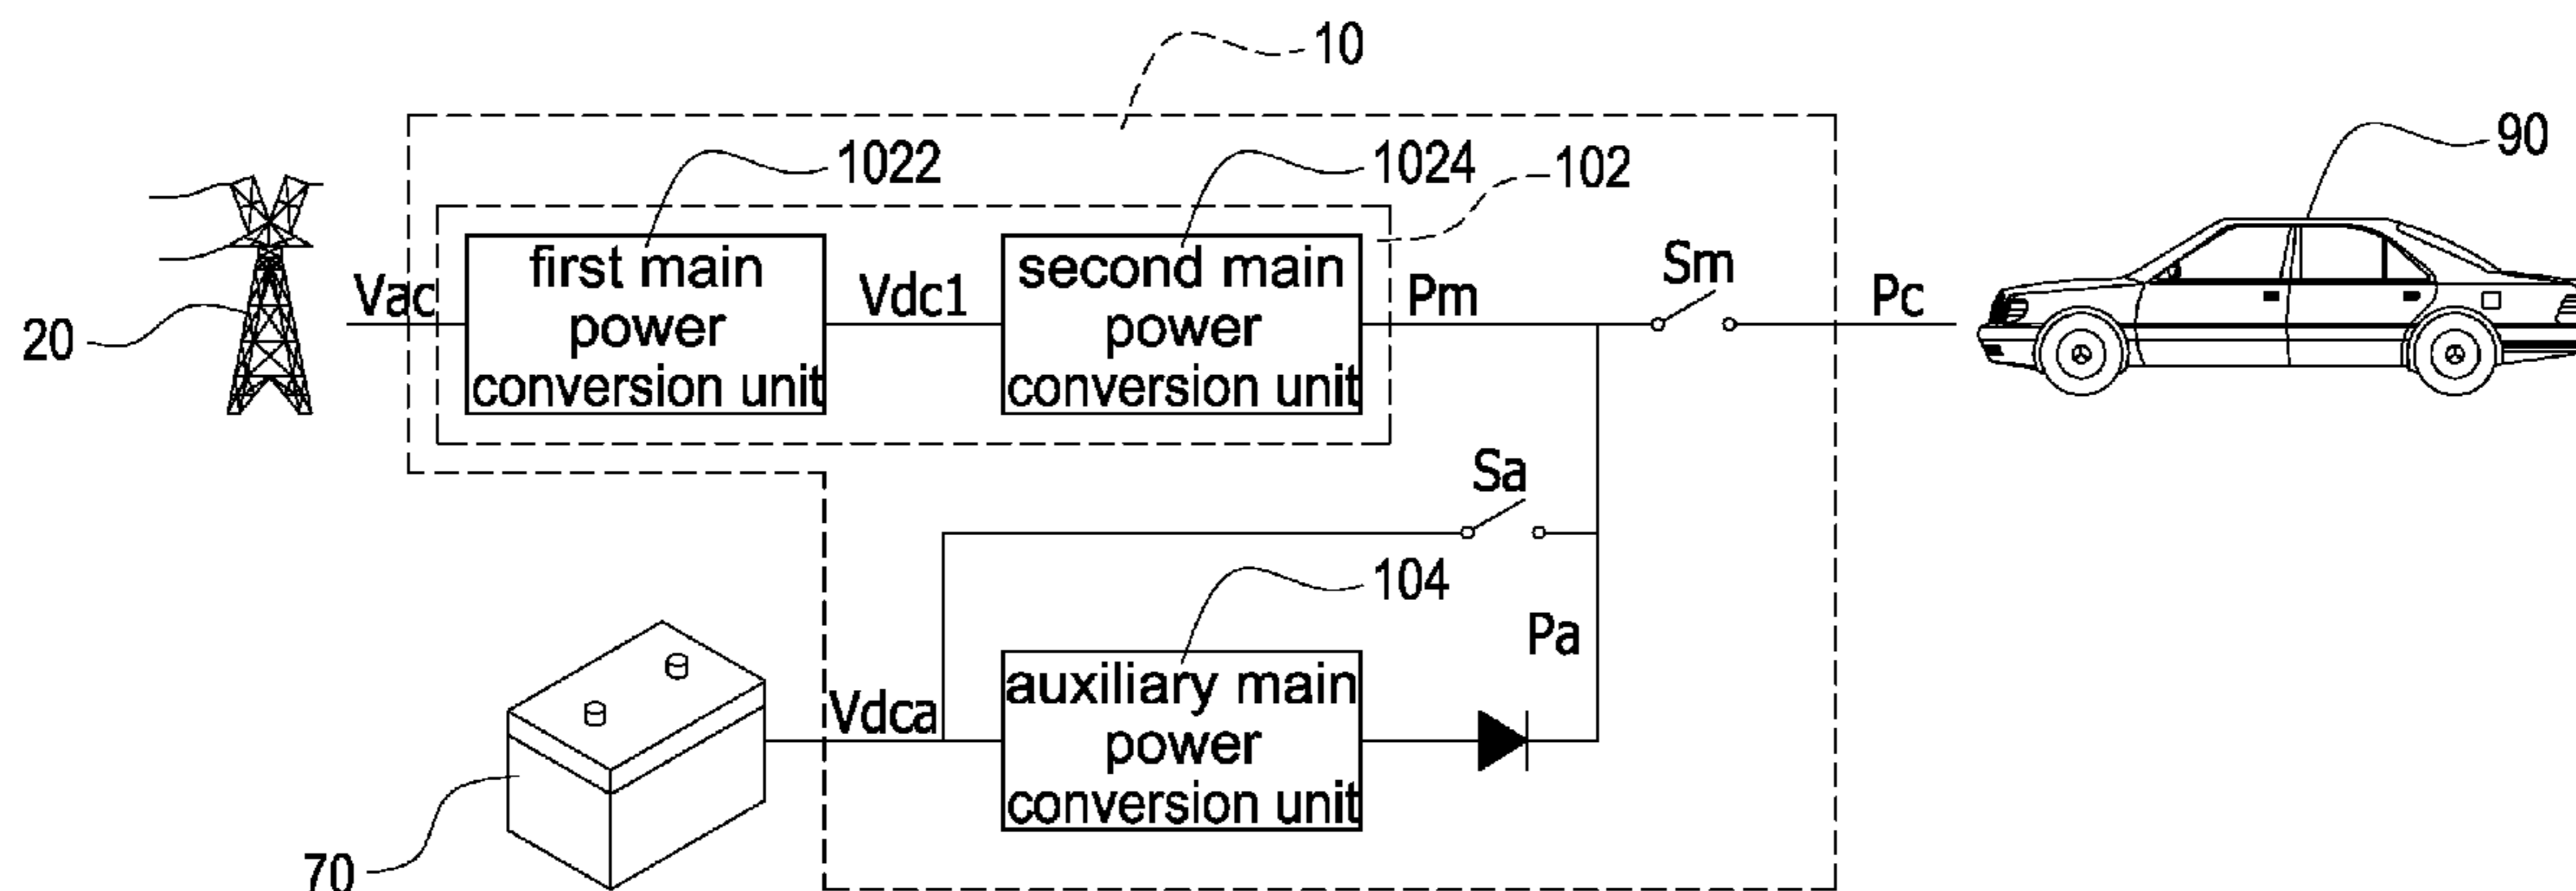 10
1022
1024
102
90
first main
power
conversion unit
second main
power
conversion unit
Vac
Vdc1
Pm
Sm
Pc
20
Sa
104
Pa
auxiliary main
power
conversion unit
Vdca
70